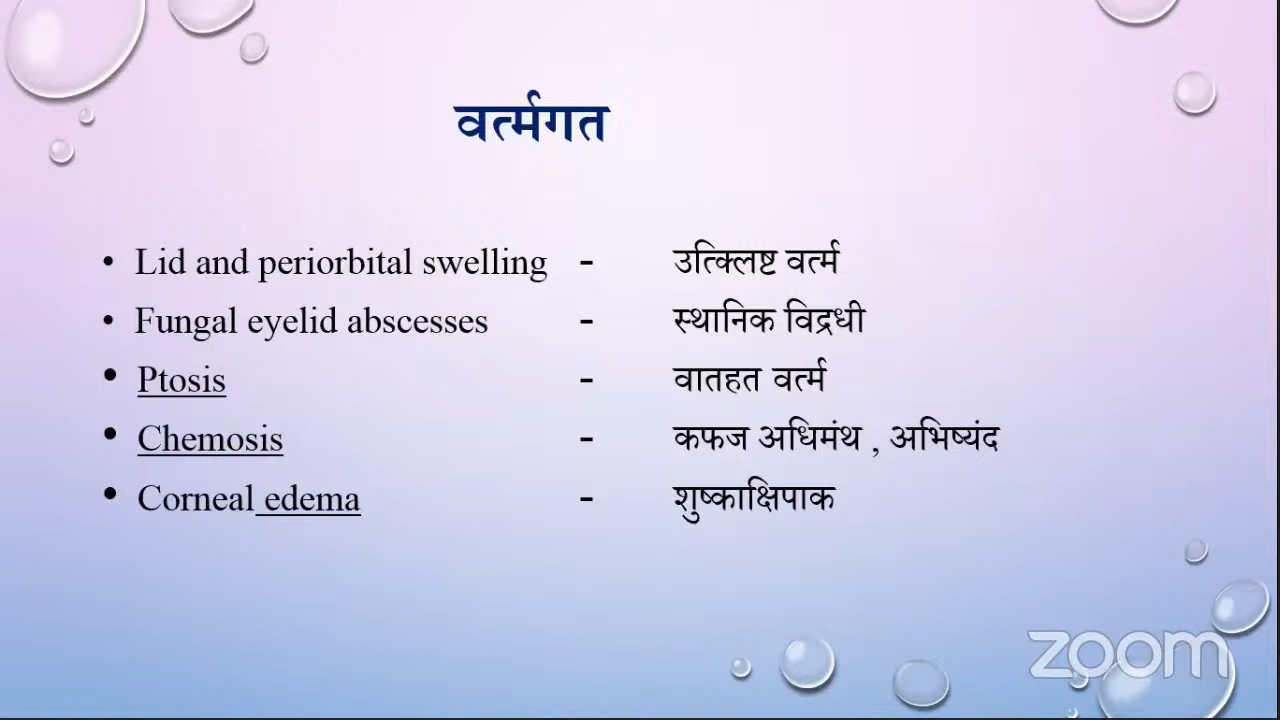 वर्त्मगत
• Lid and periorbital swelling - उत्क्लिष्ट वर्त्म
• Fungal eyelid abscesses - स्थानिक विद्रधी
• Ptosis - वातहत वर्त्म
• Chemosis - कफज अधिमंथ , अभिष्यंद
• Corneal edema - शुष्काक्षिपाक
zoom